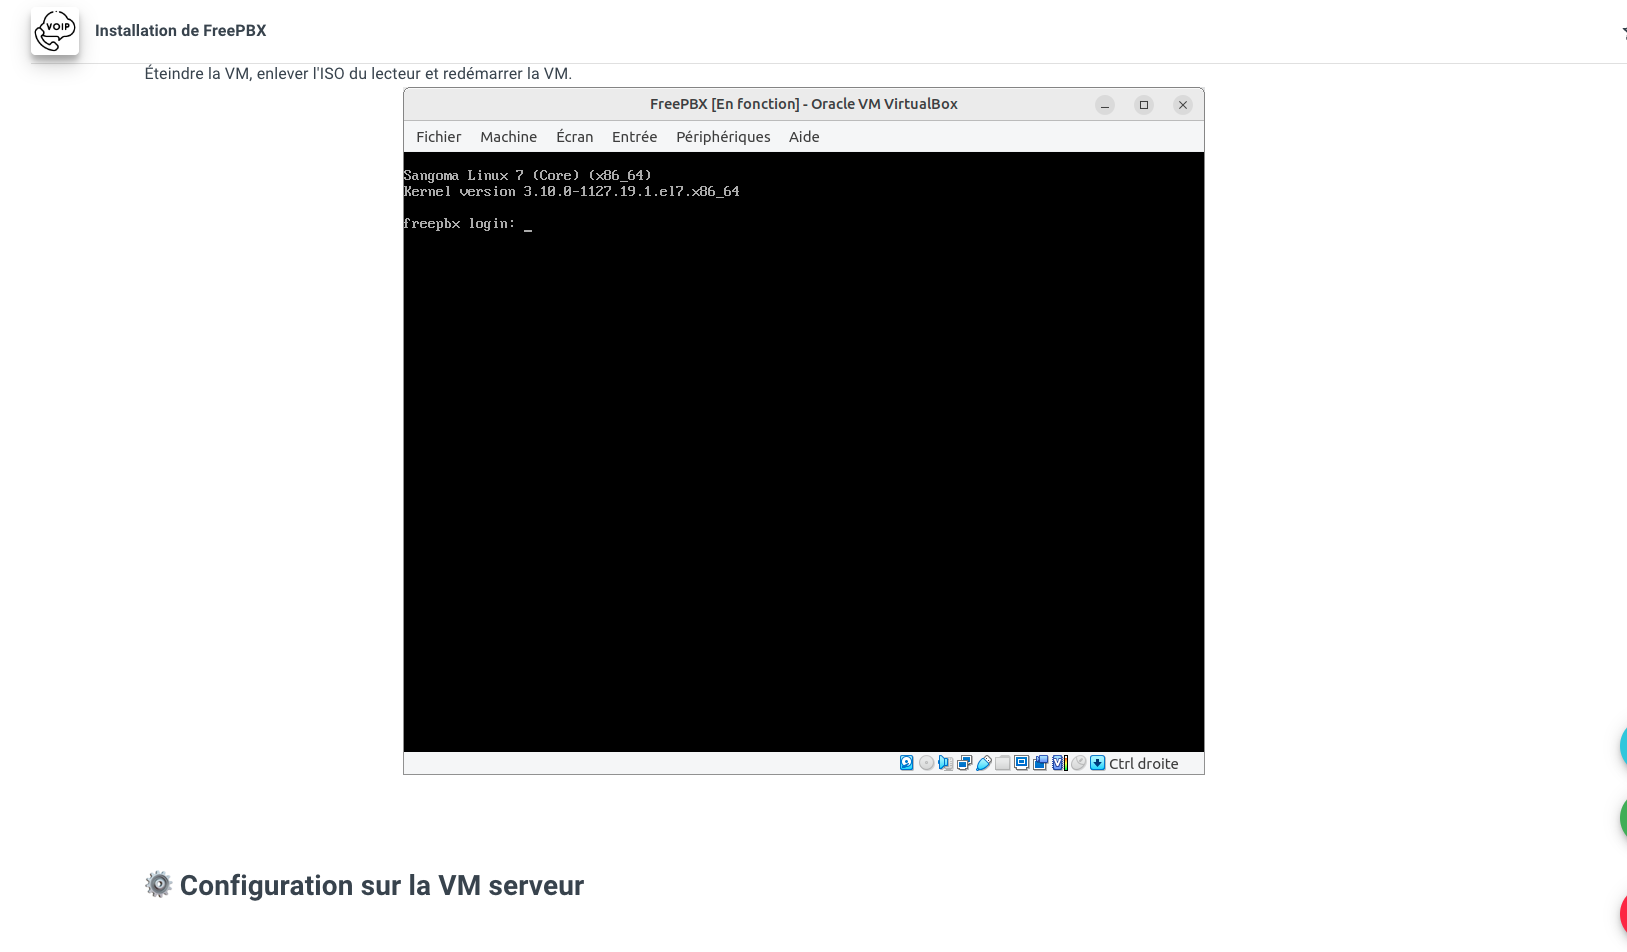 VOIP
Installation de FreePBX
Éteindre la VM, enlever l'ISO du lecteur et redémarrer la VM.
FreePBX [En fonction] - Oracle VM VirtualBox
Fichier Machine Écran Entrée Périphériques Aide
Sangoma Linux 7 (Core) (x86_64)
Kernel version 3.10.0-1127.19.1.el7.x86_64
freepbx login: _
Ctrl droite
Configuration sur la VM serveur